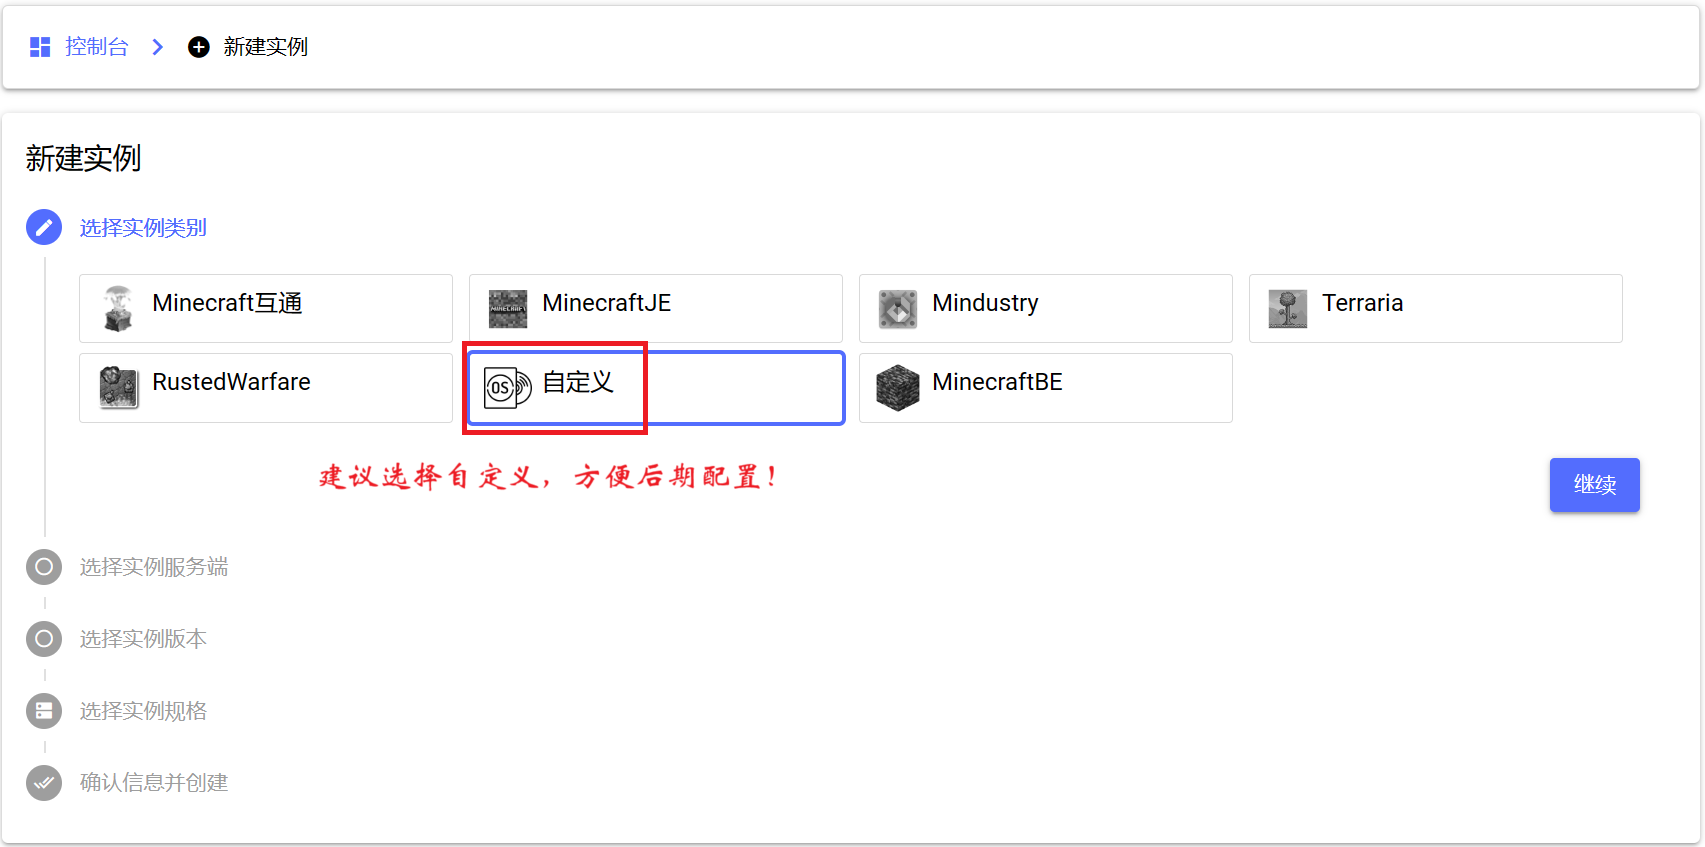 控制台 新建实例
新建实例
选择实例类别
Minecraft互通 MinecraftJE Mindustry Terraria
MINECRAFT
RustedWarfare OS 自定义 MinecraftBE
建议选择自定义，方便后期配置！
继续
选择实例服务端
选择实例版本
选择实例规格
确认信息并创建